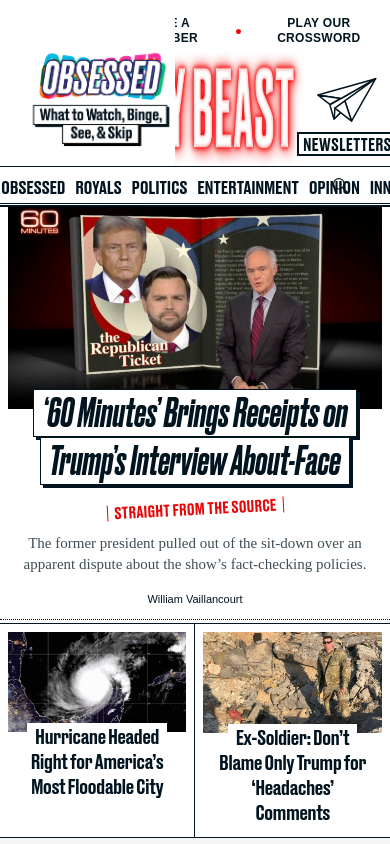 E A
BER
PLAY OUR
CROSSWORD
OBSESSED
What to Watch, Binge,
See, & Skip
Y BEAST
NEWSLETTERS
OBSESSED ROYALS POLITICS ENTERTAINMENT OPINION INN
60
MINUTES
the
Republican
Ticket
‘60 Minutes’ Brings Receipts on
Trump’s Interview About-Face
STRAIGHT FROM THE SOURCE
The former president pulled out of the sit-down over an
apparent dispute about the show’s fact-checking policies.
William Vaillancourt
Hurricane Headed
Right for America’s
Most Floodable City
Ex-Soldier: Don’t
Blame Only Trump for
‘Headaches’
Comments